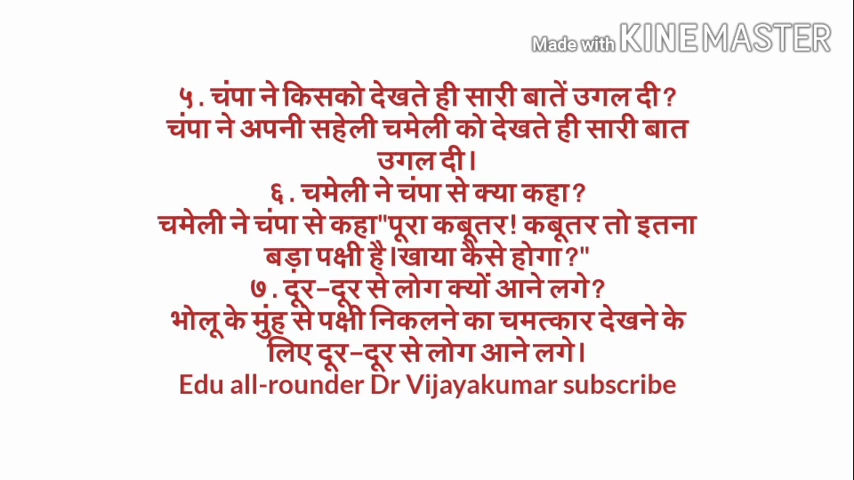 Made with KINEMASTER
५. चंपा ने किसको देखते ही सारी बातें उगल दी?
चंपा ने अपनी सहेली चमेली को देखते ही सारी बात
उगल दी।
६. चमेली ने चंपा से क्या कहा?
चमेली ने चंपा से कहा"पूरा कबूतर! कबूतर तो इतना
बड़ा पक्षी है।खाया कैसे होगा?"
७. दूर-दूर से लोग क्यों आने लगे?
भोलू के मुंह से पक्षी निकलने का चमत्कार देखने के
लिए दूर-दूर से लोग आने लगे।
Edu all-rounder Dr Vijayakumar subscribe